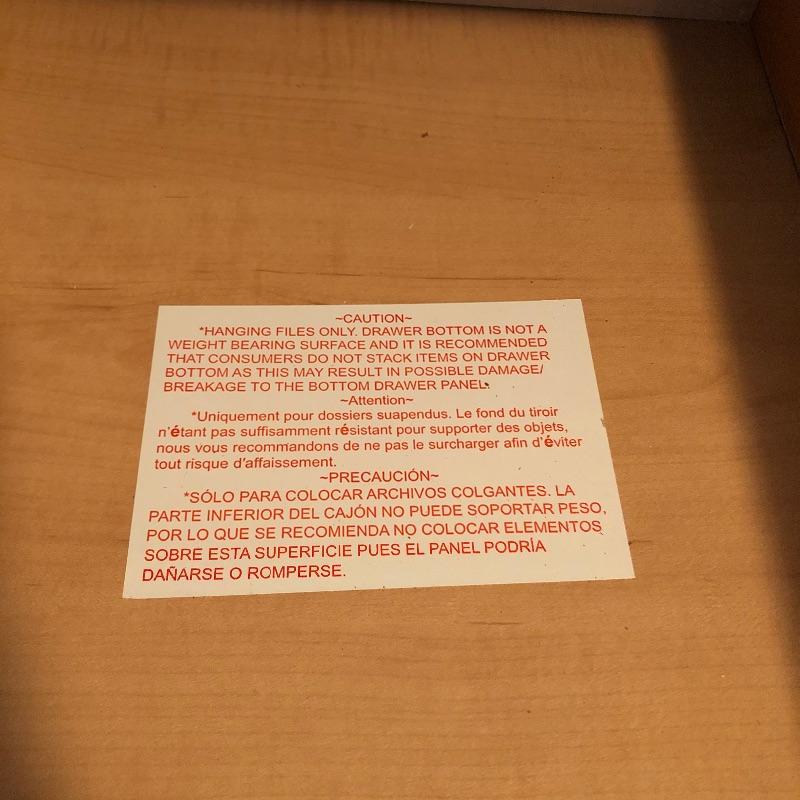 ~CAUTION~
*HANGING FILES ONLY. DRAWER BOTTOM IS NOT A
WEIGHT BEARING SURFACE AND IT IS RECOMMENDED
THAT CONSUMERS DO NOT STACK ITEMS ON DRAWER
BOTTOM AS THIS MAY RESULT IN POSSIBLE DAMAGE/
BREAKAGE TO THE BOTTOM DRAWER PANEL.
~Attention~
*Uniquement pour dossiers suapendus. Le fond du tiroir
n'étant pas suffisamment résistant pour supporter des objets,
nous vous recommandons de ne pas le surcharger afin d'éviter
tout risque d'affaissement.
~PRECAUCIÓN~
*SÓLO PARA COLOCAR ARCHIVOS COLGANTES. LA
PARTE INFERIOR DEL CAJÓN NO PUEDE SOPORTAR PESO,
POR LO QUE SE RECOMIENDA NO COLOCAR ELEMENTOS
SOBRE ESTA SUPERFICIE PUES EL PANEL PODRÍA
DAÑARSE O ROMPERSE.